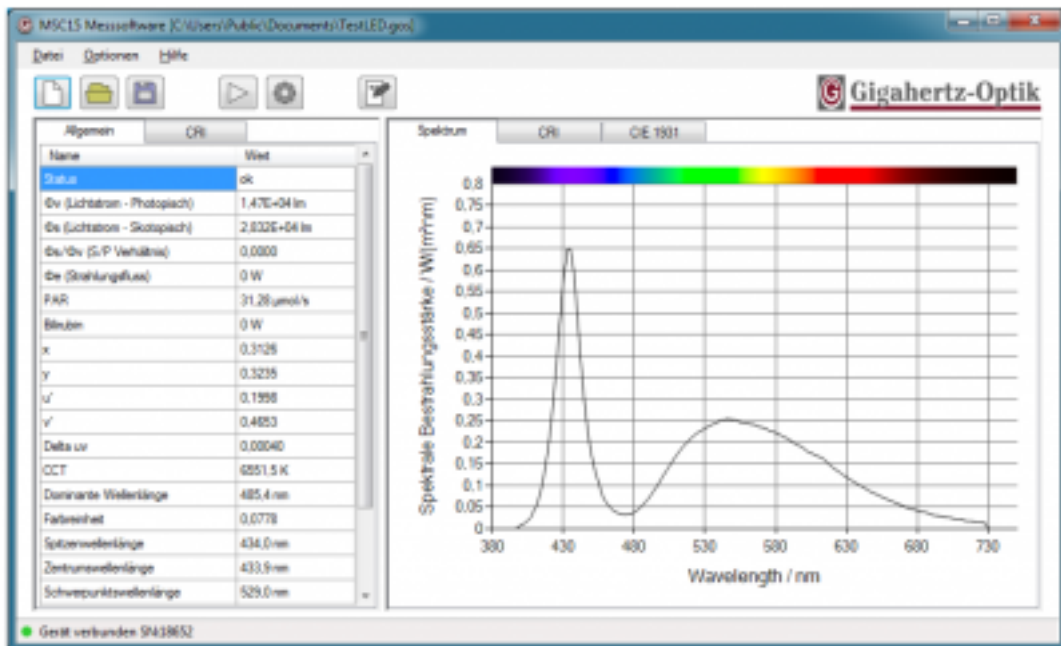 MSC15 Messsoftware [C:\Users\Public\Documents\TestLED.gos]
Datei Optionen Hilfe
Gigahertz-Optik
Allgemein CRI
Name Wert
Status ok
Φv (Lichtstrom - Photopisch) 1,47E+04 lm
Φs (Lichtstrom - Skotopisch) 2,832E+04 lm
Φs/Φv (S/P Verhältnis) 0,0000
Φe (Strahlungsfluss) 0 W
PAR 31,28 µmol/s
Bilirubin 0 W
x 0,3126
y 0,3235
u' 0,1998
v' 0,4653
Delta uv 0,00040
CCT 6551,5 K
Dominante Wellenlänge 485,4 nm
Farbreinheit 0,0778
Spitzenwellenlänge 434,0 nm
Zentrumswellenlänge 433,9 nm
Schwerpunktswellenlänge 529,0 nm
Spektrum CRI CIE 1931
Spektrale Bestrahlungsstärke / W/(m²nm)
0,8
0,75
0,7
0,65
0,6
0,55
0,5
0,45
0,4
0,35
0,3
0,25
0,2
0,15
0,1
0,05
0
380 430 480 530 580 630 680 730
Wavelength / nm
Gerät verbunden SN:18652